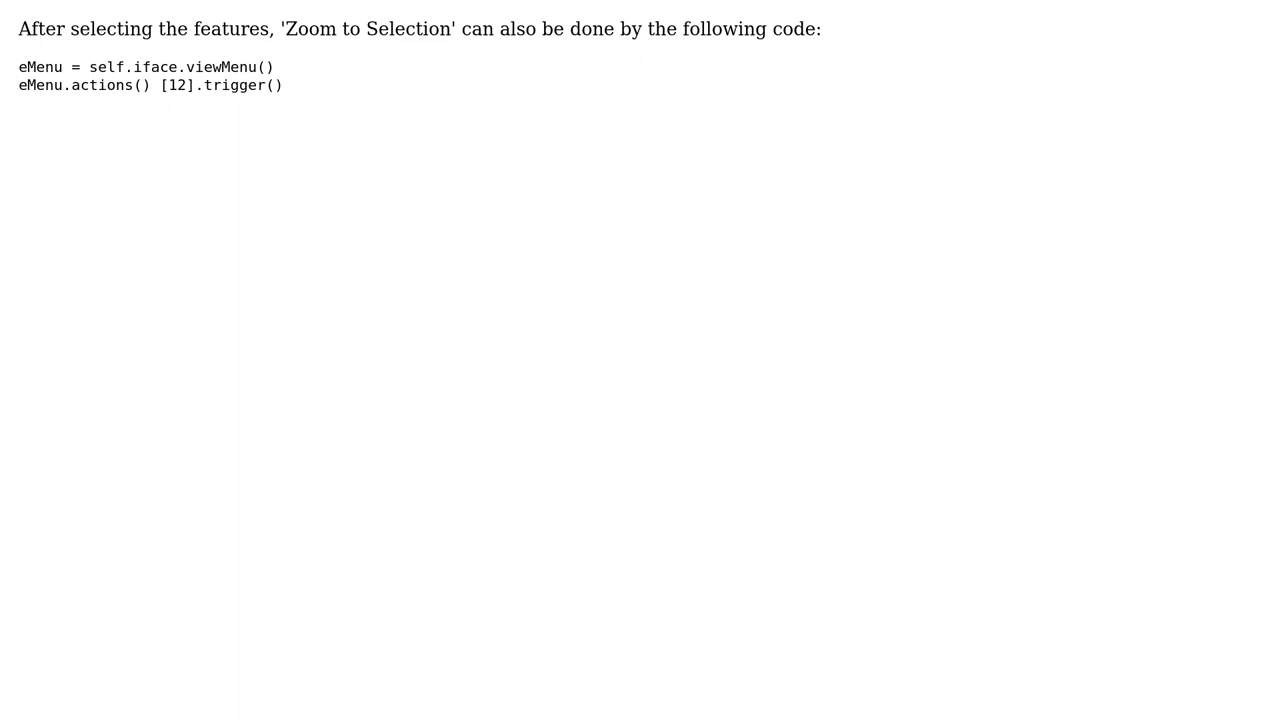 After selecting the features, 'Zoom to Selection' can also be done by the following code:
eMenu = self.iface.viewMenu()
eMenu.actions() [12].trigger()